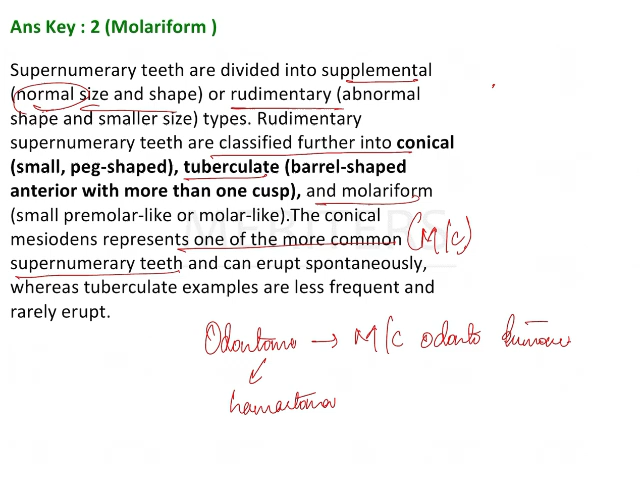 Ans Key : 2 (Molariform )
Supernumerary teeth are divided into supplemental
(normal size and shape) or rudimentary (abnormal
shape and smaller size) types. Rudimentary
supernumerary teeth are classified further into conical
(small, peg-shaped), tuberculate (barrel-shaped
anterior with more than one cusp), and molariform
(small premolar-like or molar-like).The conical
mesiodens represents one of the more common (M/c)
supernumerary teeth and can erupt spontaneously,
whereas tuberculate examples are less frequent and
rarely erupt.
Odontoma → M/C odonto
hamartoma